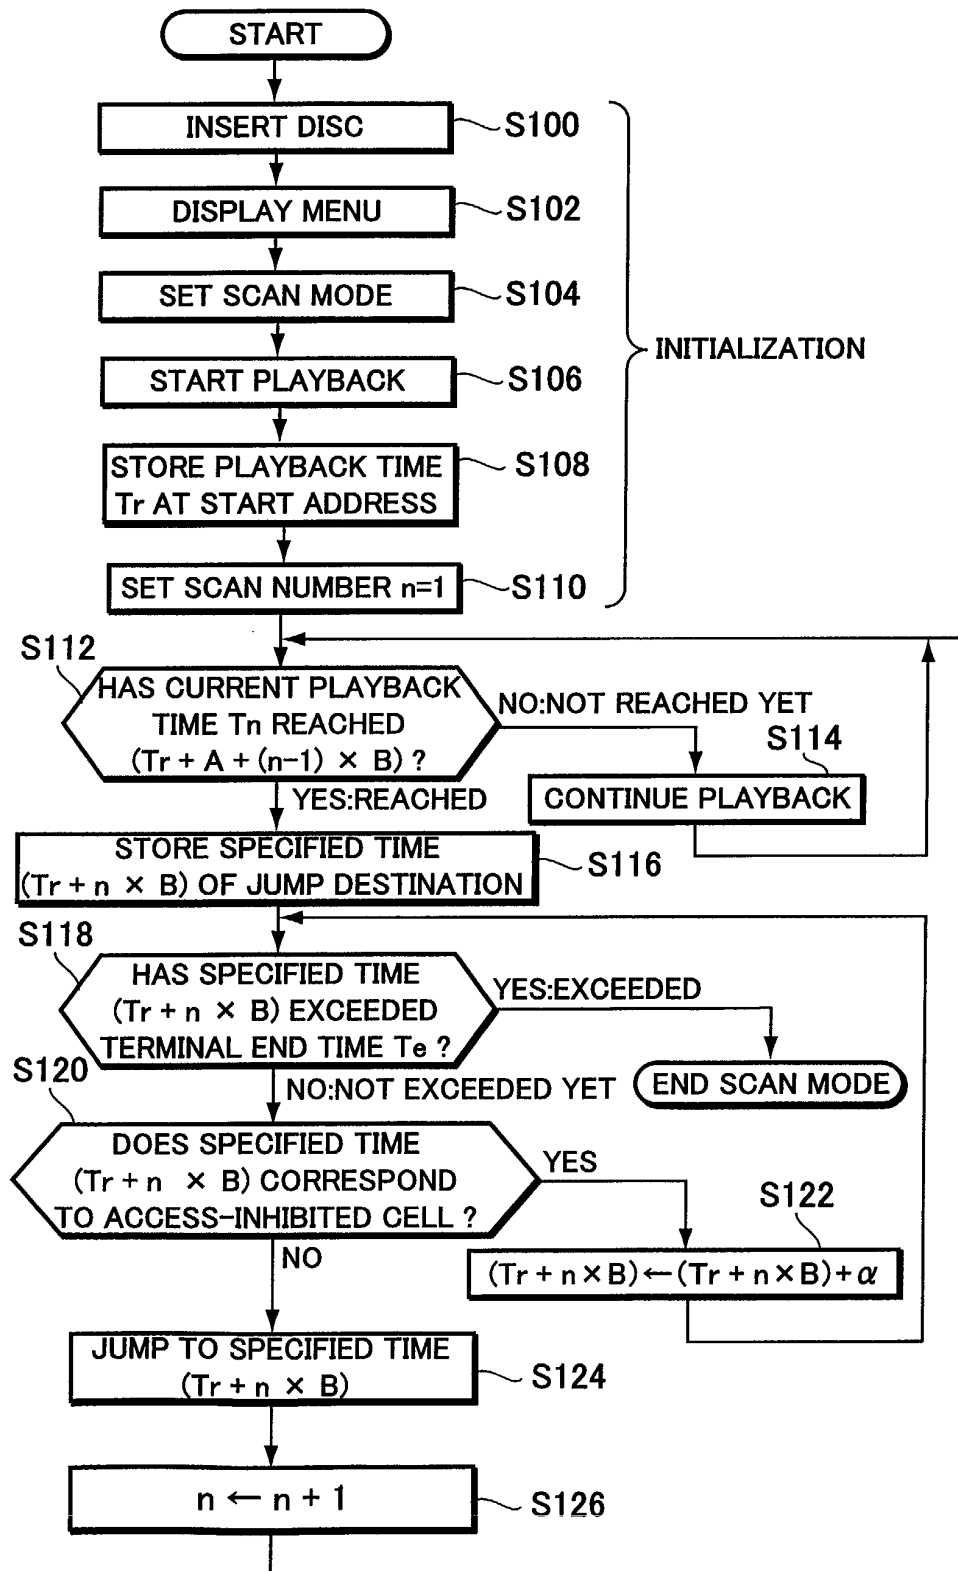 START
INSERT DISC
S100
DISPLAY MENU
S102
SET SCAN MODE
S104
START PLAYBACK
S106
INITIALIZATION
STORE PLAYBACK TIME
Tr AT START ADDRESS
S108
SET SCAN NUMBER n=1
S110
S112
HAS CURRENT PLAYBACK
TIME Tn REACHED
(Tr + A + (n-1) × B) ?
NO:NOT REACHED YET
S114
CONTINUE PLAYBACK
YES:REACHED
STORE SPECIFIED TIME
(Tr + n × B) OF JUMP DESTINATION
S116
S118
HAS SPECIFIED TIME
(Tr + n × B) EXCEEDED
TERMINAL END TIME Te ?
YES:EXCEEDED
END SCAN MODE
S120
NO:NOT EXCEEDED YET
DOES SPECIFIED TIME
(Tr + n × B) CORRESPOND
TO ACCESS-INHIBITED CELL ?
YES
S122
(Tr + n × B) ← (Tr + n × B) + α
NO
JUMP TO SPECIFIED TIME
(Tr + n × B)
S124
n ← n + 1
S126